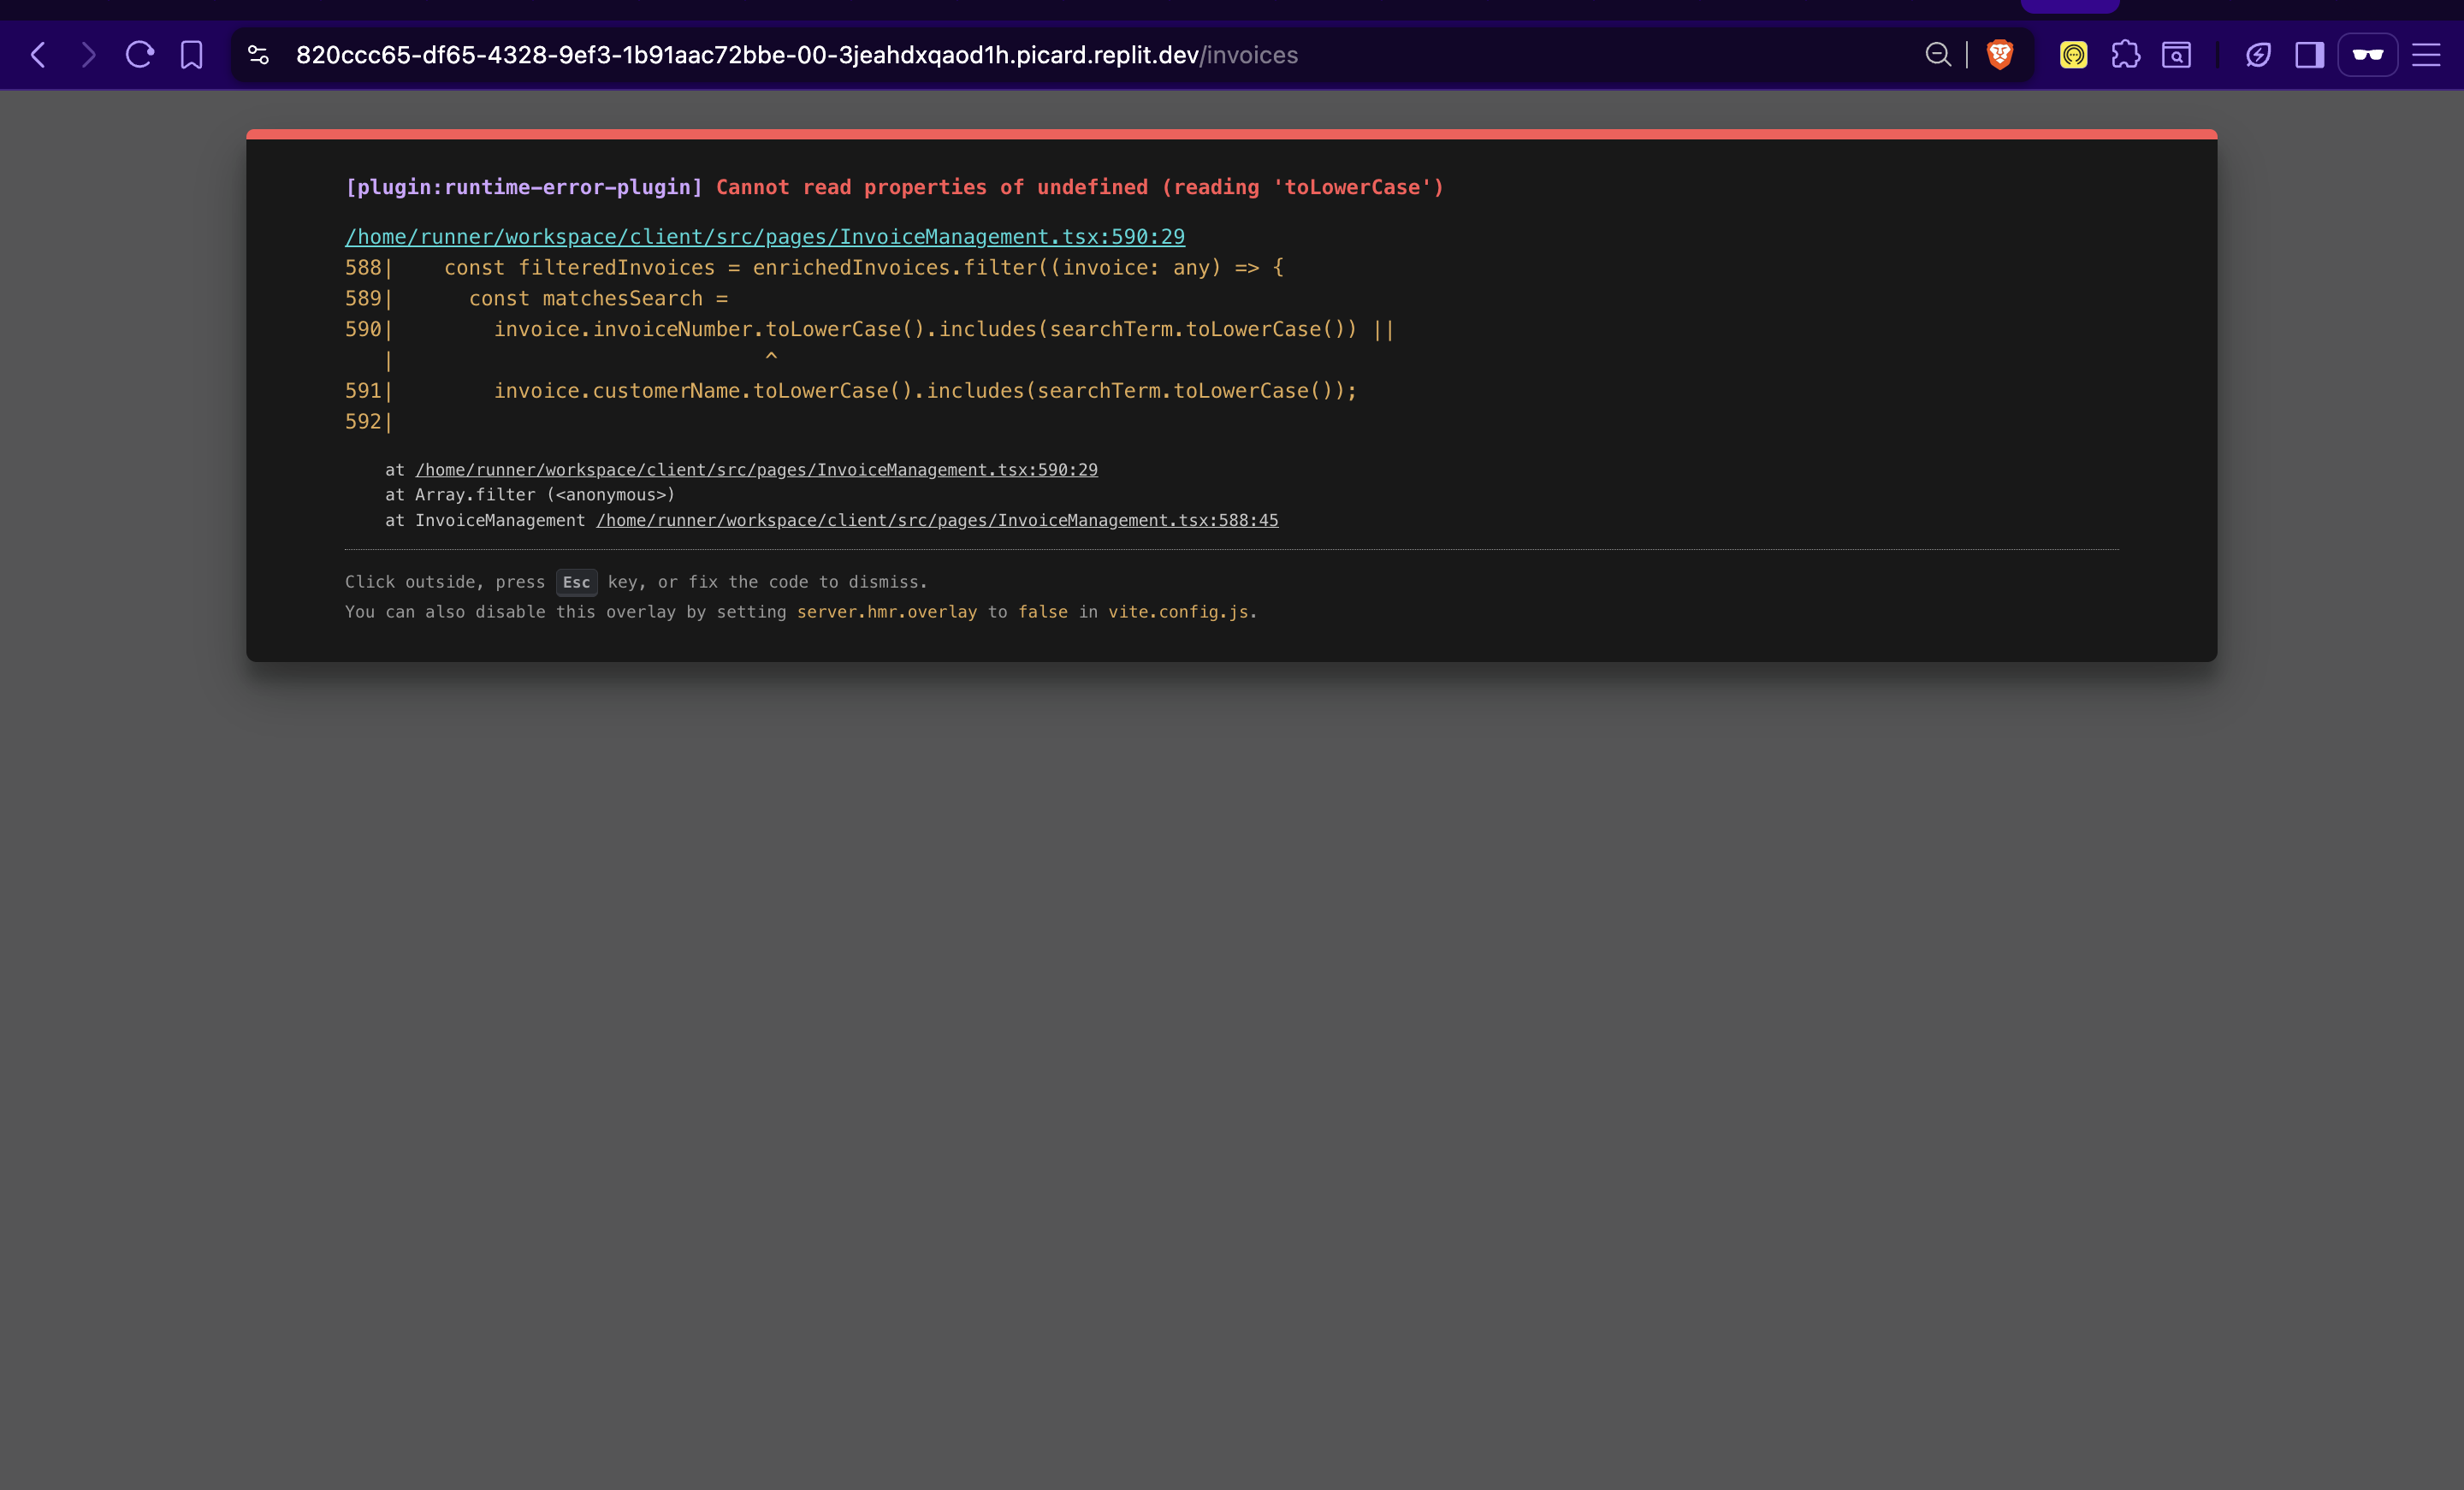 820ccc65-df65-4328-9ef3-1b91aac72bbe-00-3jeahdxqaod1h.picard.replit.dev/invoices
[plugin:runtime-error-plugin] Cannot read properties of undefined (reading 'toLowerCase')
/home/runner/workspace/client/src/pages/InvoiceManagement.tsx:590:29
588|    const filteredInvoices = enrichedInvoices.filter((invoice: any) => {
589|      const matchesSearch =
590|        invoice.invoiceNumber.toLowerCase().includes(searchTerm.toLowerCase()) ||
   |                              ^
591|        invoice.customerName.toLowerCase().includes(searchTerm.toLowerCase());
592|
at /home/runner/workspace/client/src/pages/InvoiceManagement.tsx:590:29
at Array.filter (<anonymous>)
at InvoiceManagement /home/runner/workspace/client/src/pages/InvoiceManagement.tsx:588:45
Click outside, press Esc key, or fix the code to dismiss.
You can also disable this overlay by setting server.hmr.overlay to false in vite.config.js.